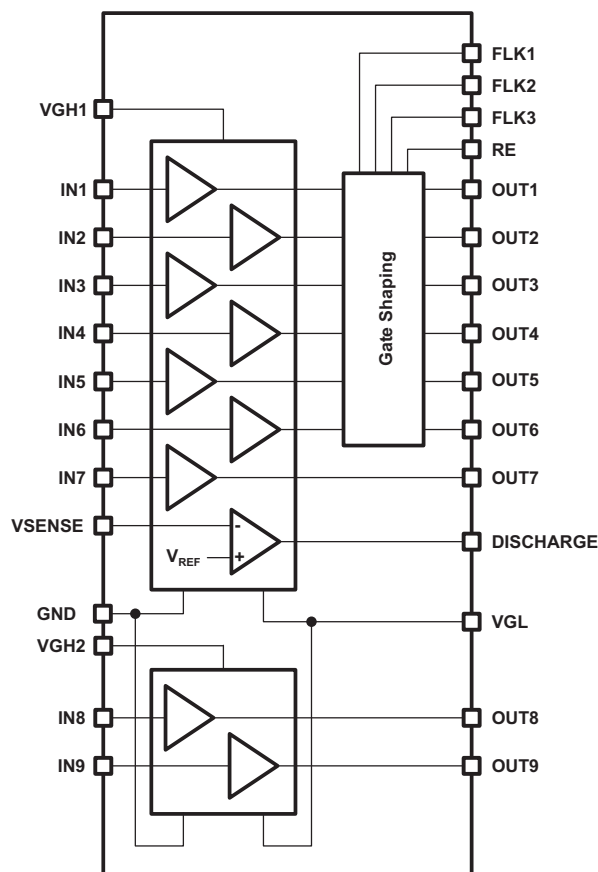 FLK1
FLK2
VGH1
FLK3
RE
IN1
OUT1
IN2
OUT2
IN3
OUT3
IN4
OUT4
Gate Shaping
IN5
OUT5
IN6
OUT6
IN7
OUT7
VSENSE
-
DISCHARGE
VREF
+
GND
VGL
VGH2
IN8
OUT8
IN9
OUT9